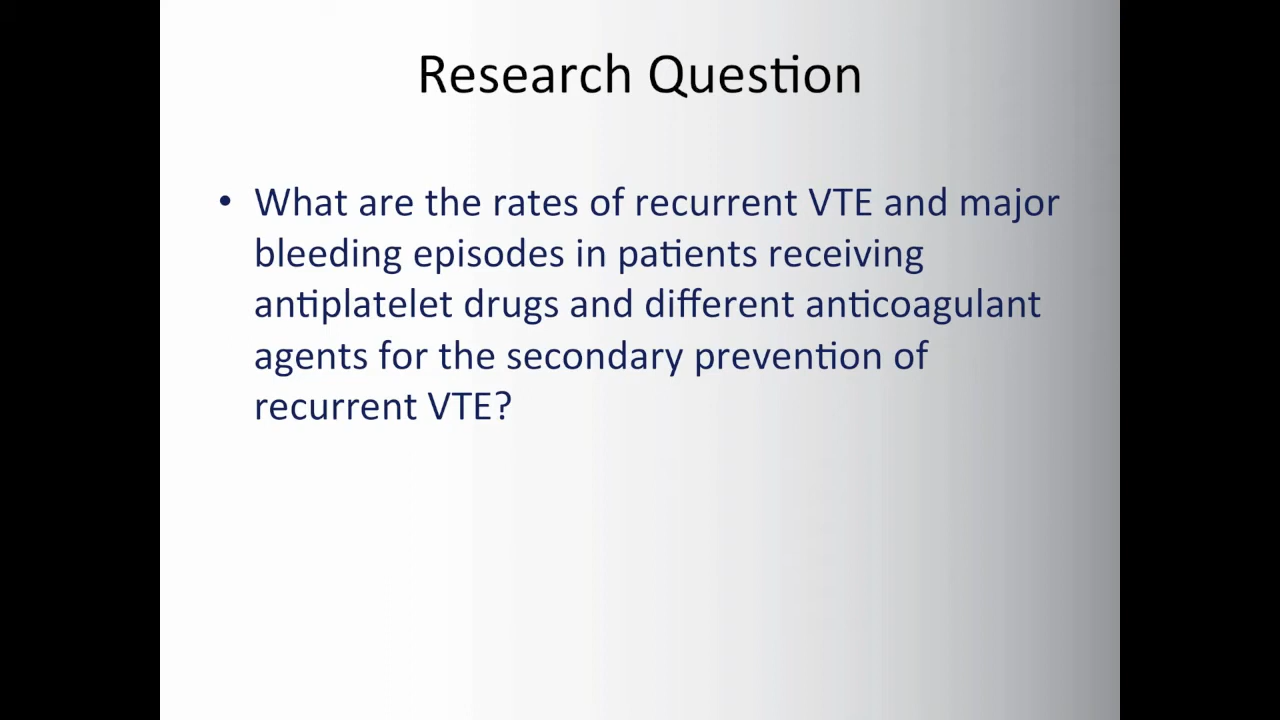 Research Question
• What are the rates of recurrent VTE and major
bleeding episodes in patients receiving
antiplatelet drugs and different anticoagulant
agents for the secondary prevention of
recurrent VTE?